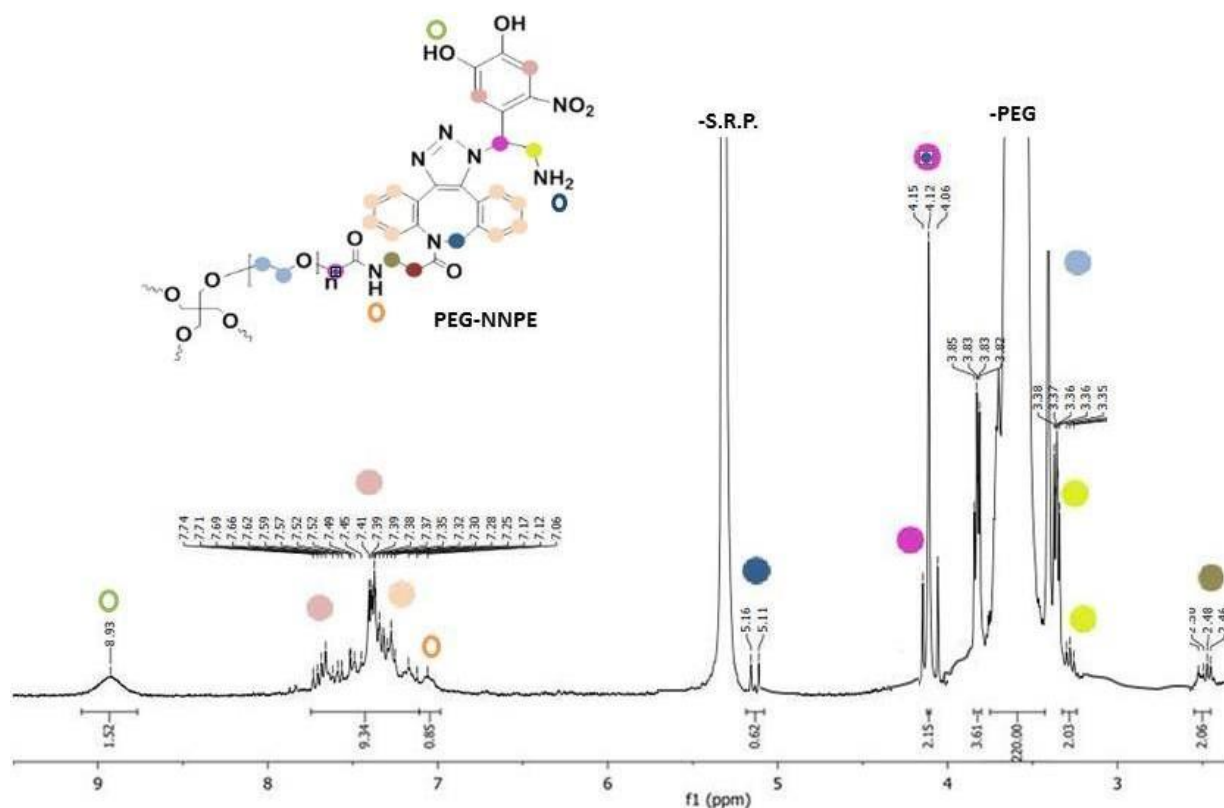 OH
HO
NO₂
N
N
N
NH₂
N
O
O
O
N
H
n
O
O
O
O
PEG-NNPE
-S.R.P.
-PEG
4.15
4.12
4.06
3.85
3.83
3.83
3.82
3.38
3.37
3.36
3.36
3.35
7.74
7.71
7.69
7.66
7.62
7.59
7.57
7.52
7.52
7.49
7.45
7.41
7.39
7.39
7.38
7.37
7.35
7.32
7.30
7.28
7.25
7.17
7.12
7.06
8.93
5.16
5.11
2.48
1.52
9.34
0.85
0.62
2.15
3.61
220.00
2.03
2.06
9 8 7 6 5 4 3
f1 (ppm)